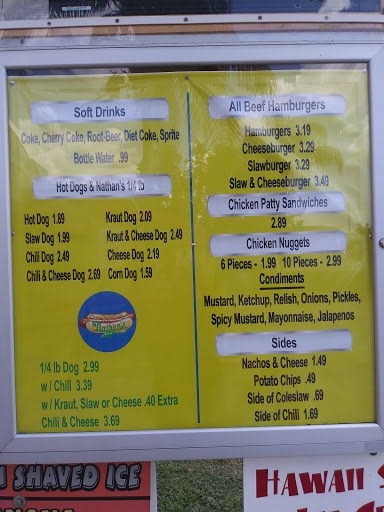 Soft Drinks
Coke, Cherry Coke, Root-Beer, Diet Coke, Sprite
Bottle Water .99
Hot Dogs & Nathan's 1/4 lb
Hot Dog 1.89
Slaw Dog 1.99
Chili Dog 2.49
Chili & Cheese Dog 2.69
Kraut Dog 2.09
Kraut & Cheese Dog 2.49
Cheese Dog 2.19
Corn Dog 1.59
Nathan's
1/4 lb Dog 2.99
w/ Chili 3.39
w/ Kraut, Slaw or Cheese .40 Extra
Chili & Cheese 3.69
All Beef Hamburgers
Hamburgers 3.19
Cheeseburger 3.29
Slawburger 3.29
Slaw & Cheeseburger 3.49
Chicken Patty Sandwiches
2.89
Chicken Nuggets
6 Pieces - 1.99 10 Pieces - 2.99
Condiments
Mustard, Ketchup, Relish, Onions, Pickles,
Spicy Mustard, Mayonnaise, Jalapenos
Sides
Nachos & Cheese 1.49
Potato Chips .49
Side of Coleslaw .69
Side of Chili 1.69
SHAVED ICE
HAWAII